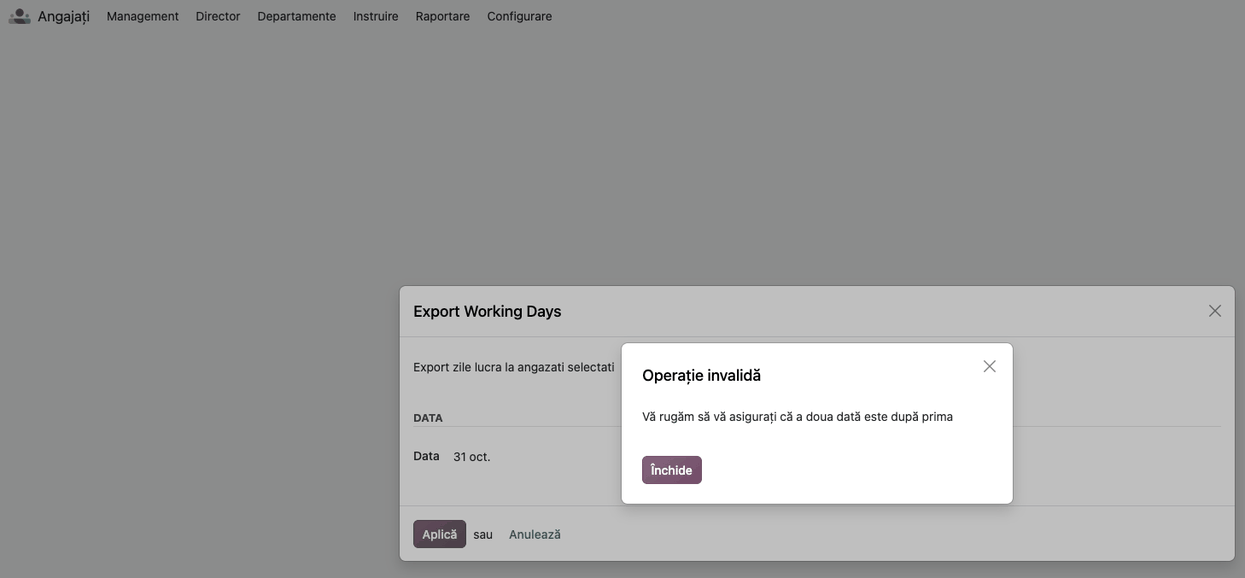 Angajați Management Director Departamente Instruire Raportare Configurare
Export Working Days
Export zile lucra la angazati selectati
Operație invalidă
Vă rugăm să vă asigurați că a doua dată este după prima
Închide
DATA
Data 31 oct.
Aplică sau Anulează